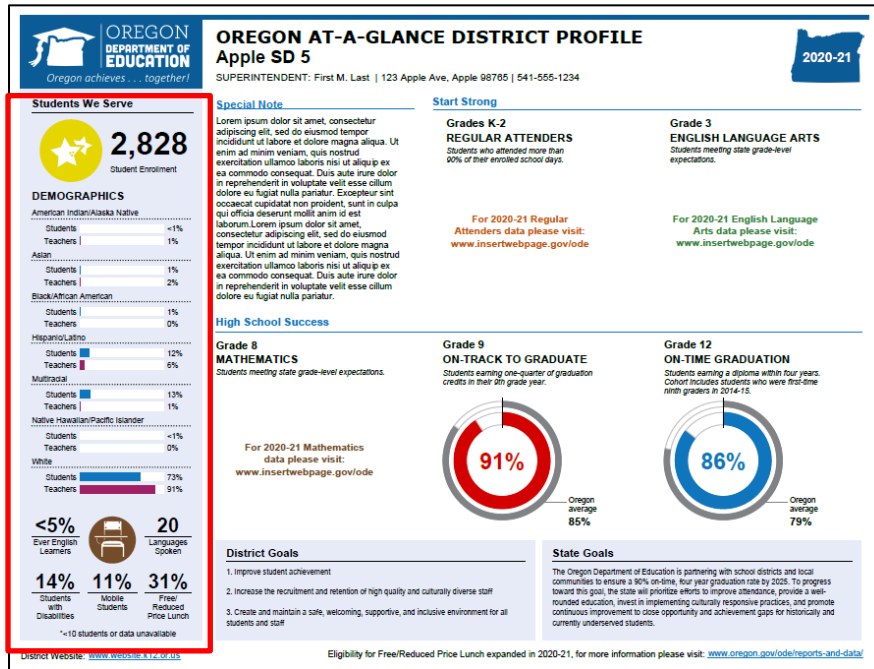 OREGON
DEPARTMENT OF
EDUCATION
Oregon achieves . . . together!
OREGON AT-A-GLANCE DISTRICT PROFILE
Apple SD 5
SUPERINTENDENT: First M. Last | 123 Apple Ave, Apple 98765 | 541-555-1234
2020-21
Students We Serve
2,828
Student Enrollment
DEMOGRAPHICS
American Indian/Alaska Native
Students <1%
Teachers 1%
Asian
Students 1%
Teachers 2%
Black/African American
Students 1%
Teachers 0%
Hispanic/Latino
Students 12%
Teachers 6%
Multiracial
Students 13%
Teachers 1%
Native Hawaiian/Pacific Islander
Students <1%
Teachers 0%
White
Students 73%
Teachers 91%
<5%
Ever English
Learners
20
Languages
Spoken
14%
Students
with
Disabilities
11%
Mobile
Students
31%
Free/
Reduced
Price Lunch
*<10 students or data unavailable
Special Note
Lorem ipsum dolor sit amet, consectetur
adipiscing elit, sed do eiusmod tempor
incididunt ut labore et dolore magna aliqua. Ut
enim ad minim veniam, quis nostrud
exercitation ullamco laboris nisi ut aliquip ex
ea commodo consequat. Duis aute irure dolor
in reprehenderit in voluptate velit esse cillum
dolore eu fugiat nulla pariatur. Excepteur sint
occaecat cupidatat non proident, sunt in culpa
qui officia deserunt mollit anim id est
laborum.Lorem ipsum dolor sit amet,
consectetur adipiscing elit, sed do eiusmod
tempor incididunt ut labore et dolore magna
aliqua. Ut enim ad minim veniam, quis nostrud
exercitation ullamco laboris nisi ut aliquip ex
ea commodo consequat. Duis aute irure dolor
in reprehenderit in voluptate velit esse cillum
dolore eu fugiat nulla pariatur.
Start Strong
Grades K-2
REGULAR ATTENDERS
Students who attended more than
90% of their enrolled school days.
For 2020-21 Regular
Attenders data please visit:
www.insertwebpage.gov/ode
Grade 3
ENGLISH LANGUAGE ARTS
Students meeting state grade-level
expectations.
For 2020-21 English Language
Arts data please visit:
www.insertwebpage.gov/ode
High School Success
Grade 8
MATHEMATICS
Students meeting state grade-level expectations.
For 2020-21 Mathematics
data please visit:
www.insertwebpage.gov/ode
Grade 9
ON-TRACK TO GRADUATE
Students earning one-quarter of graduation
credits in their 9th grade year.
91%
Oregon
average
85%
Grade 12
ON-TIME GRADUATION
Students earning a diploma within four years.
Cohort includes students who were first-time
ninth graders in 2014-15.
86%
Oregon
average
79%
District Goals
1. Improve student achievement
2. Increase the recruitment and retention of high quality and culturally diverse staff
3. Create and maintain a safe, welcoming, supportive, and inclusive environment for all
students and staff
State Goals
The Oregon Department of Education is partnering with school districts and local
communities to ensure a 90% on-time, four year graduation rate by 2025. To progress
toward this goal, the state will prioritize efforts to improve attendance, provide a well-
rounded education, invest in implementing culturally responsive practices, and promote
continuous improvement to close opportunity and achievement gaps for historically and
currently underserved students.
District Website: www.website.k12.or.us
Eligibility for Free/Reduced Price Lunch expanded in 2020-21, for more information please visit: www.oregon.gov/ode/reports-and-data/